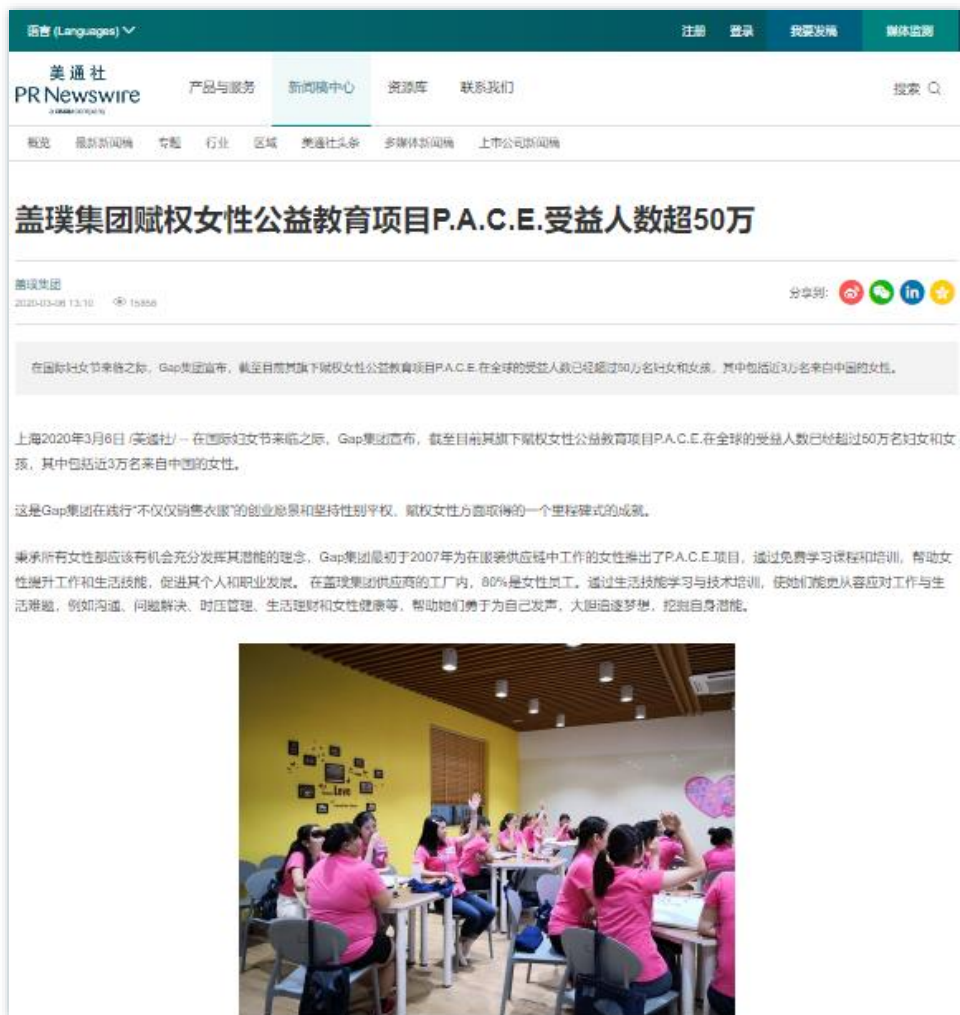 语言 (Languages)
注册 登录 我要发稿 媒体监测
美通社
PR Newswire
产品与服务 新闻稿中心 资源库 联系我们
搜索
概览 最新新闻稿 专题 行业 区域 美通社头条 多媒体新闻稿 上市公司新闻稿
盖璞集团赋权女性公益教育项目P.A.C.E.受益人数超50万
盖璞集团
分享到:
在国际妇女节来临之际，Gap集团宣布，截至目前其旗下赋权女性公益教育项目P.A.C.E.在全球的受益人数已经超过50万名妇女和女孩，其中包括近3万名来自中国的女性。
上海2020年3月6日 /美通社/ -- 在国际妇女节来临之际，Gap集团宣布，截至目前其旗下赋权女性公益教育项目P.A.C.E.在全球的受益人数已经超过50万名妇女和女
孩，其中包括近3万名来自中国的女性。
这是Gap集团在践行“不仅仅销售衣服”的创业愿景和坚持性别平权、赋权女性方面取得的一个里程碑式的成就。
秉承所有女性都应该有机会充分发挥其潜能的理念，Gap集团最初于2007年为在服装供应链中工作的女性推出了P.A.C.E.项目，通过免费学习课程和培训，帮助女
性提升工作和生活技能，促进其个人和职业发展。 在盖璞集团供应商的工厂内，80%是女性员工。通过生活技能学习与技术培训，使她们能更从容应对工作与生
活难题，例如沟通、问题解决、时压管理、生活理财和女性健康等，帮助她们勇于为自己发声，大胆追逐梦想，挖掘自身潜能。
Love